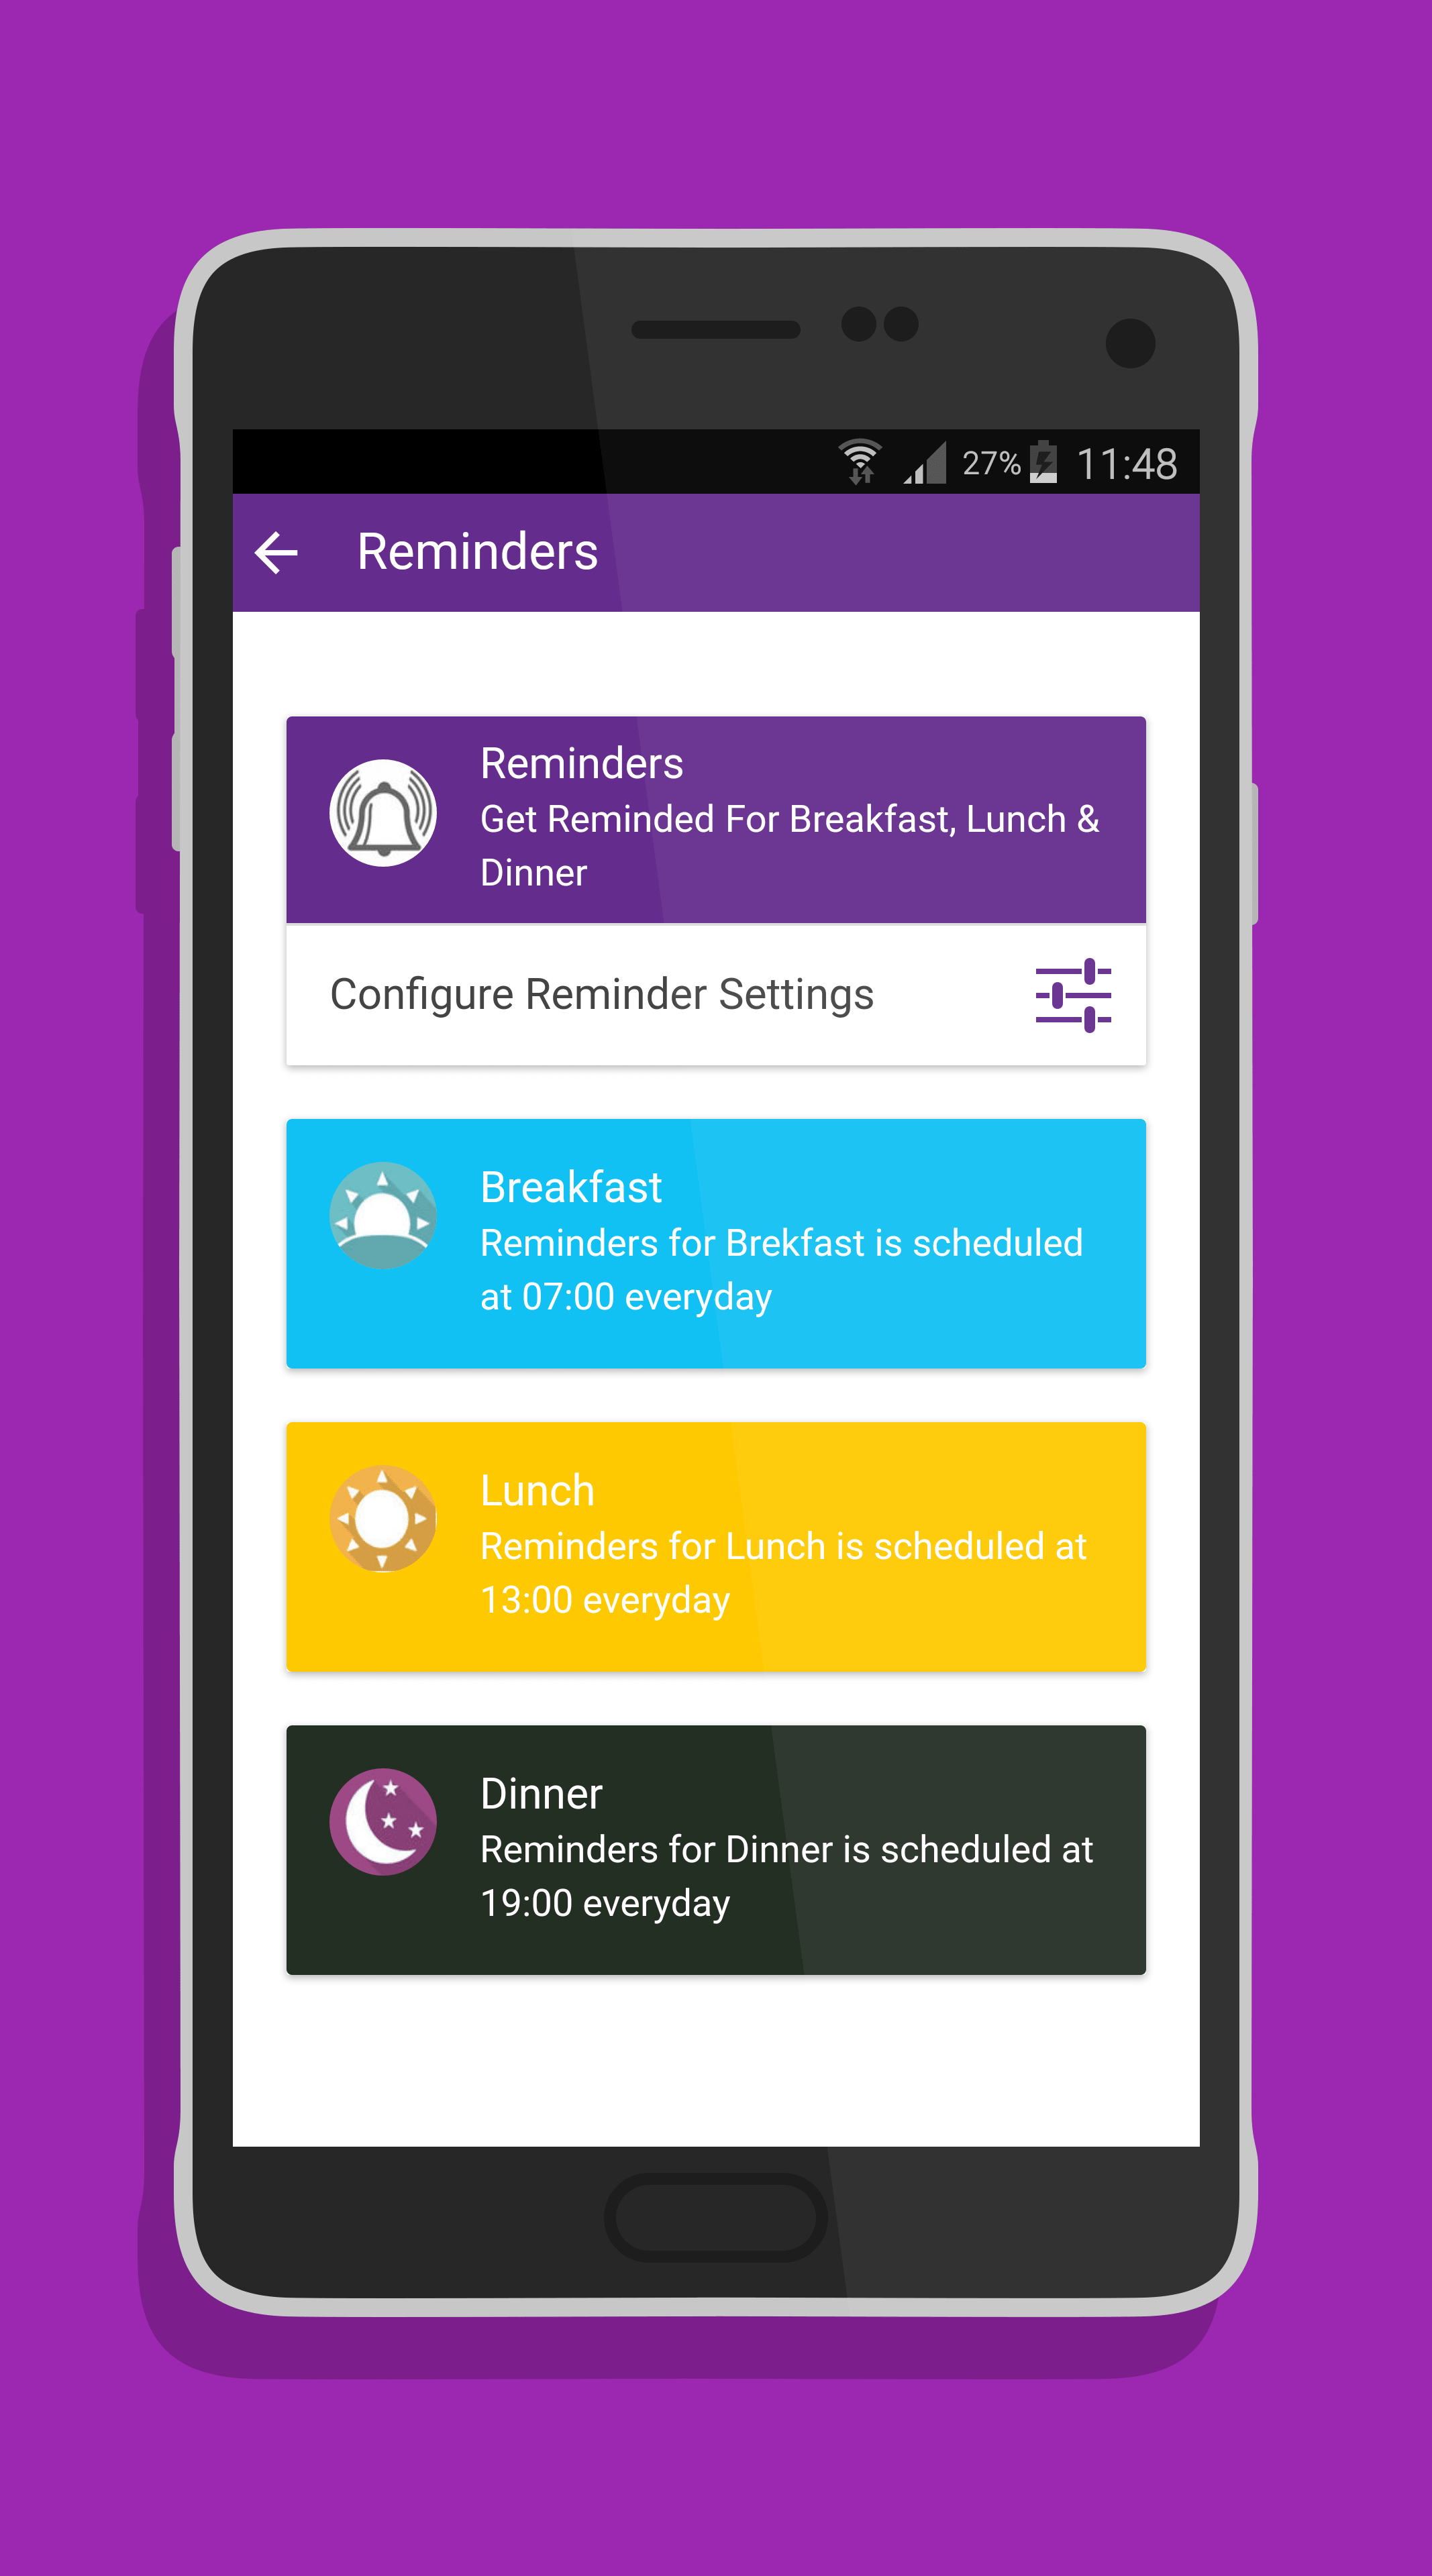 27% 11:48
Reminders
Reminders
Get Reminded For Breakfast, Lunch &
Dinner
Configure Reminder Settings
Breakfast
Reminders for Brekfast is scheduled
at 07:00 everyday
Lunch
Reminders for Lunch is scheduled at
13:00 everyday
Dinner
Reminders for Dinner is scheduled at
19:00 everyday